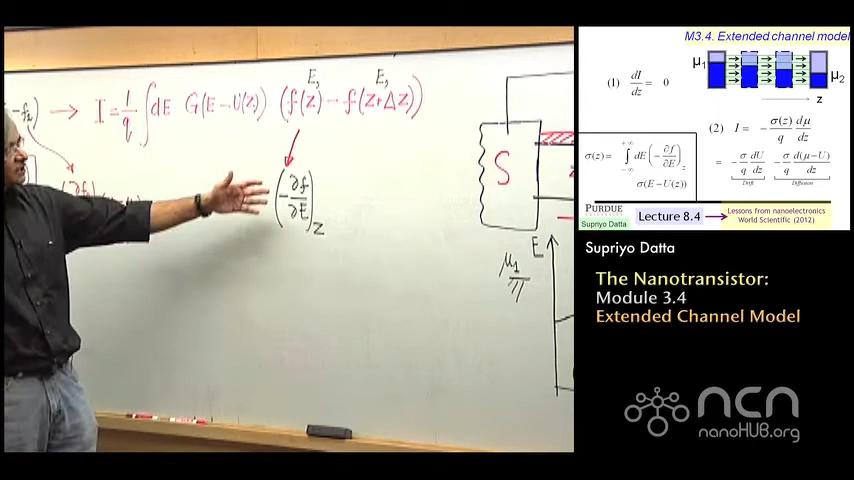 E, E,
-f₂) → I = 1/q ∫dE G(E-U(z)) (f(z) - f(z+Δz))
(-∂f/∂E)z
S
E
μ₁
M3.4. Extended channel model
μ1 μ2
(1) dI/dz = 0
z
(2) I = - σ(z)/q dμ/dz
σ(z) = ∫ -∞ +∞ dE (-∂f/∂E)z
σ(E-U(z))
= - σ/q dU/dz - σ/q d(μ-U)/dz
Drift Diffusion
PURDUE
Supriyo Datta
Lecture 8.4
Lessons from nanoelectronics
World Scientific (2012)
Supriyo Datta
The Nanotransistor:
Module 3.4
Extended Channel Model
ncn
nanoHUB.org